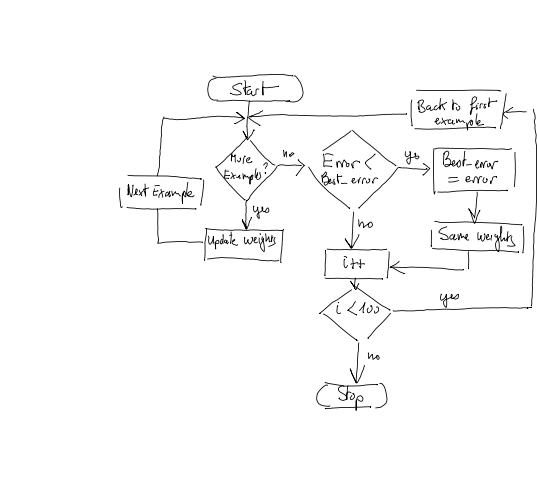 Start
Back to first
example
More
Examples?
no
Error <
Best_error
yes
Best_error
= error
Next Example
yes
Update weights
no
Same weights
i++
i < 100
yes
no
Stop